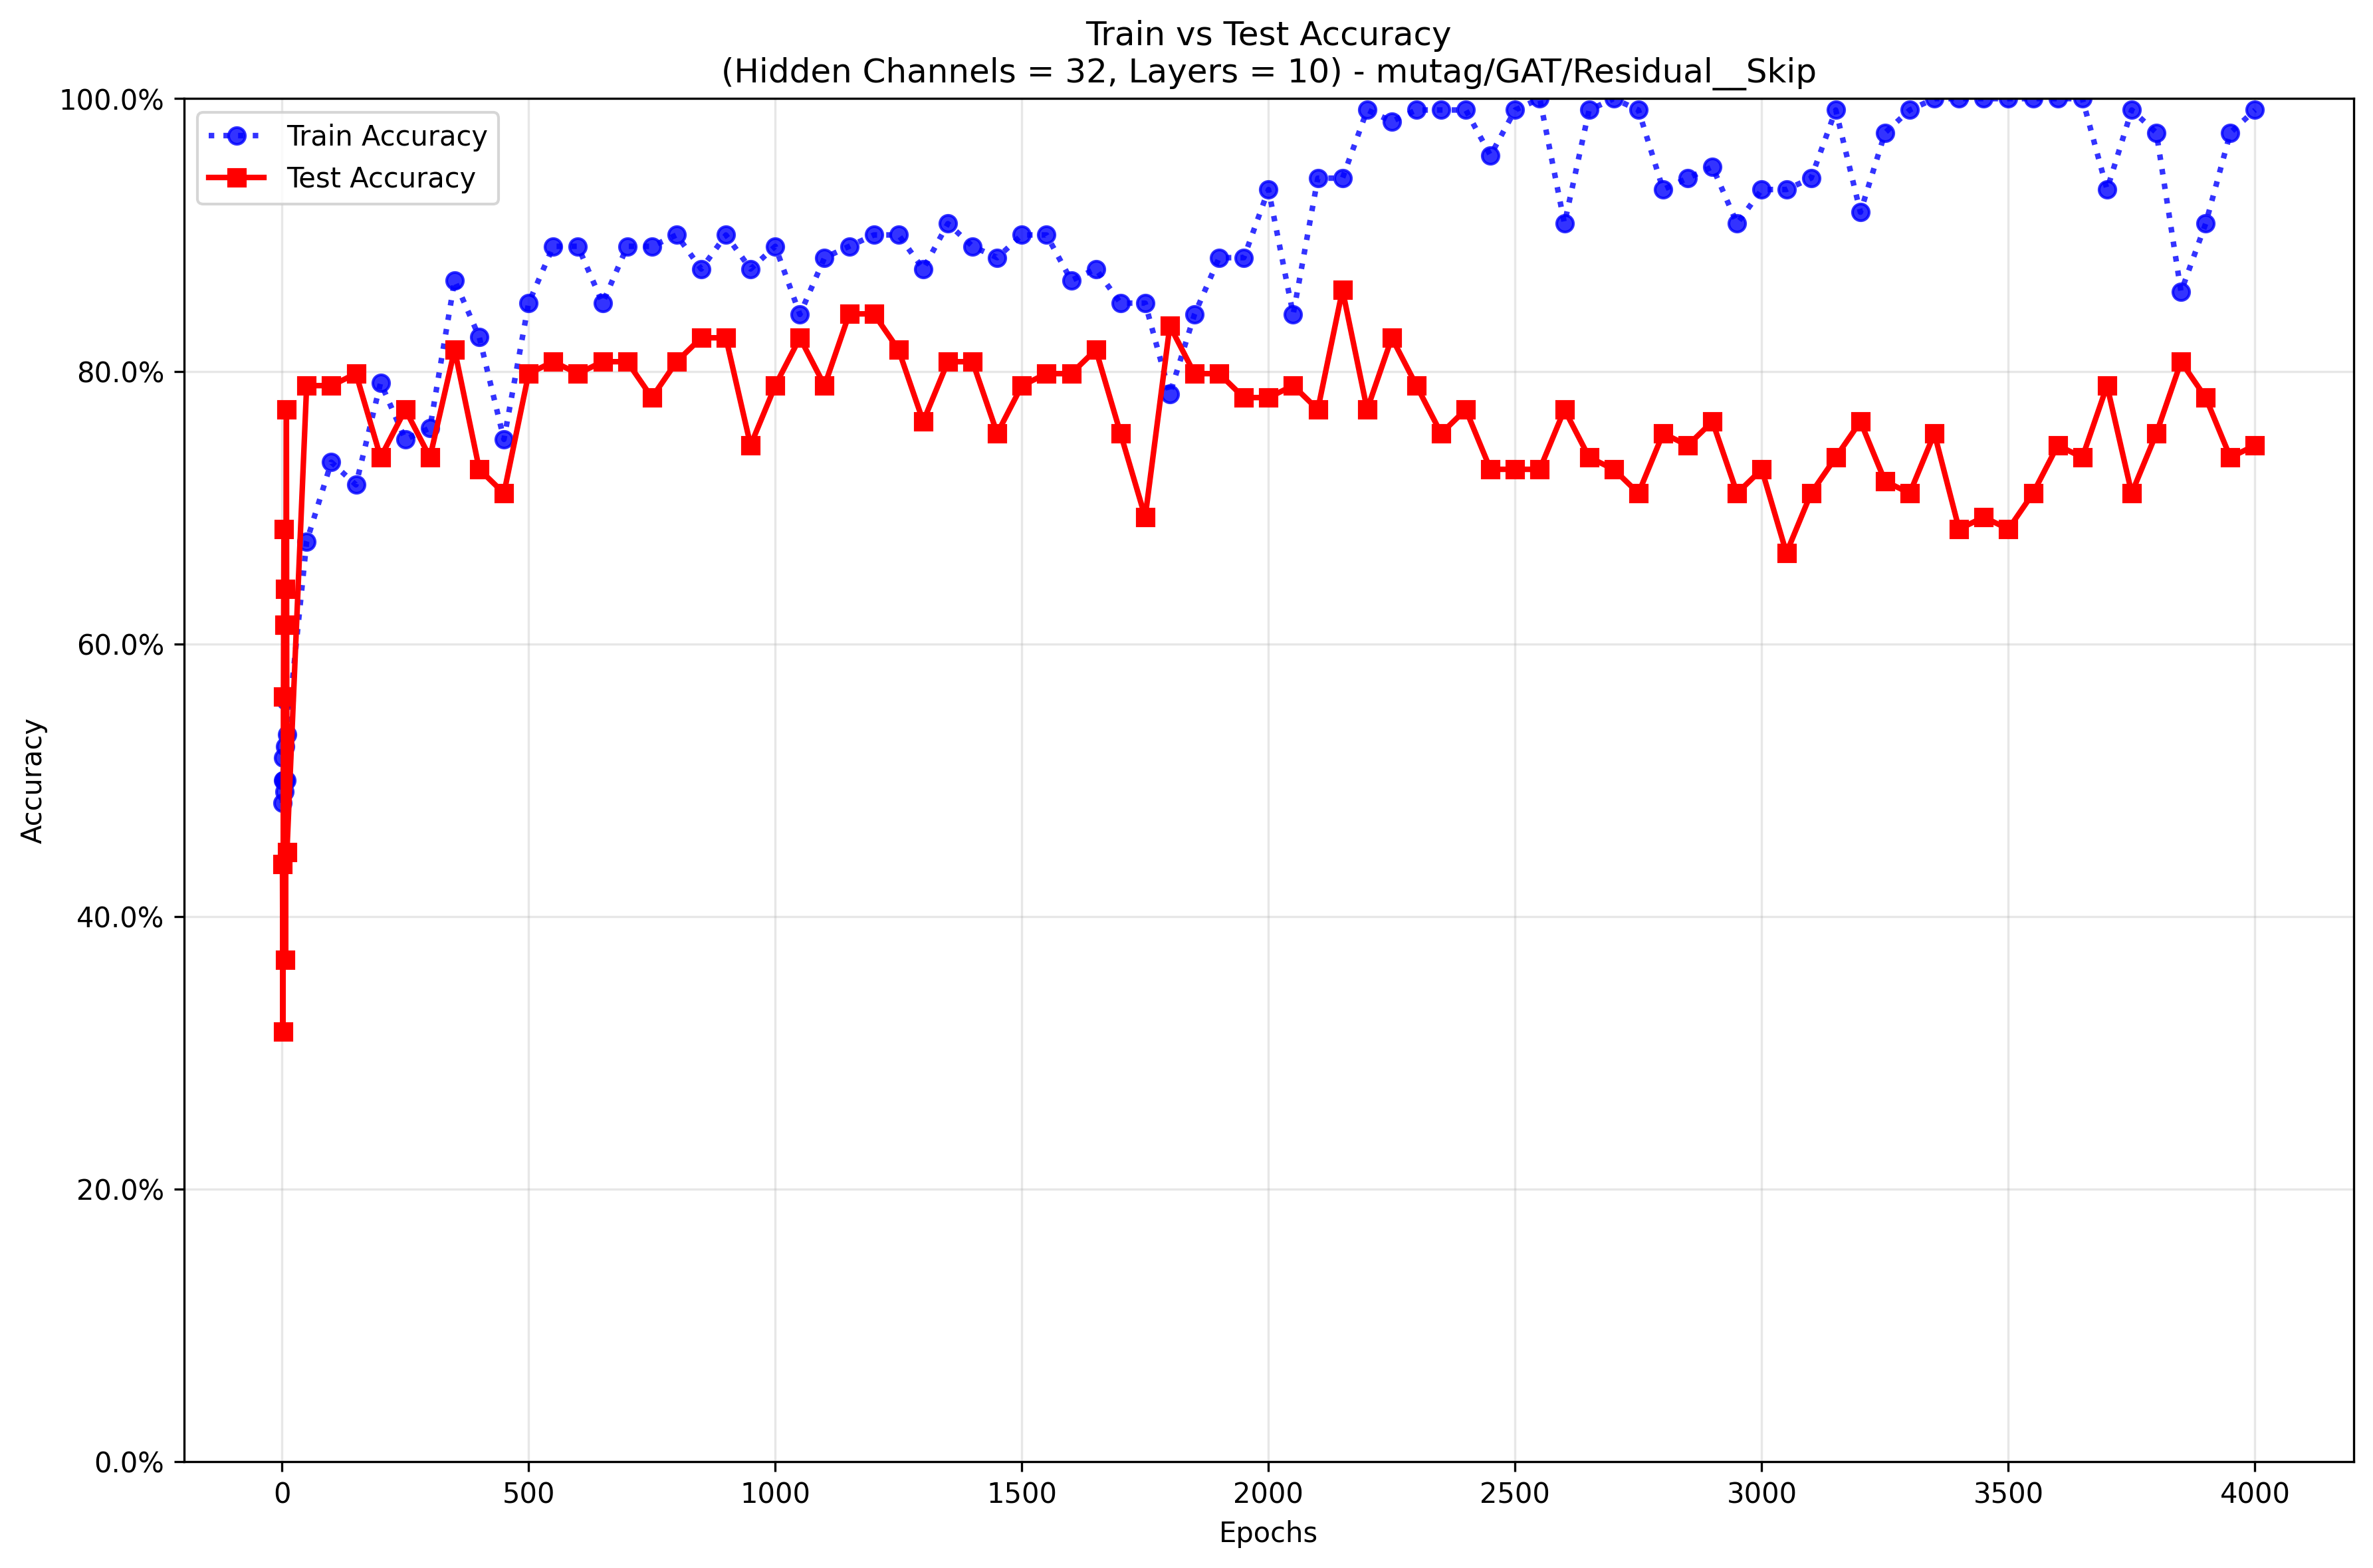 Train vs Test Accuracy
(Hidden Channels = 32, Layers = 10) - mutag/GAT/Residual__Skip
100.0%
80.0%
60.0%
40.0%
20.0%
0.0%
Accuracy
Train Accuracy
Test Accuracy
0 500 1000 1500 2000 2500 3000 3500 4000
Epochs